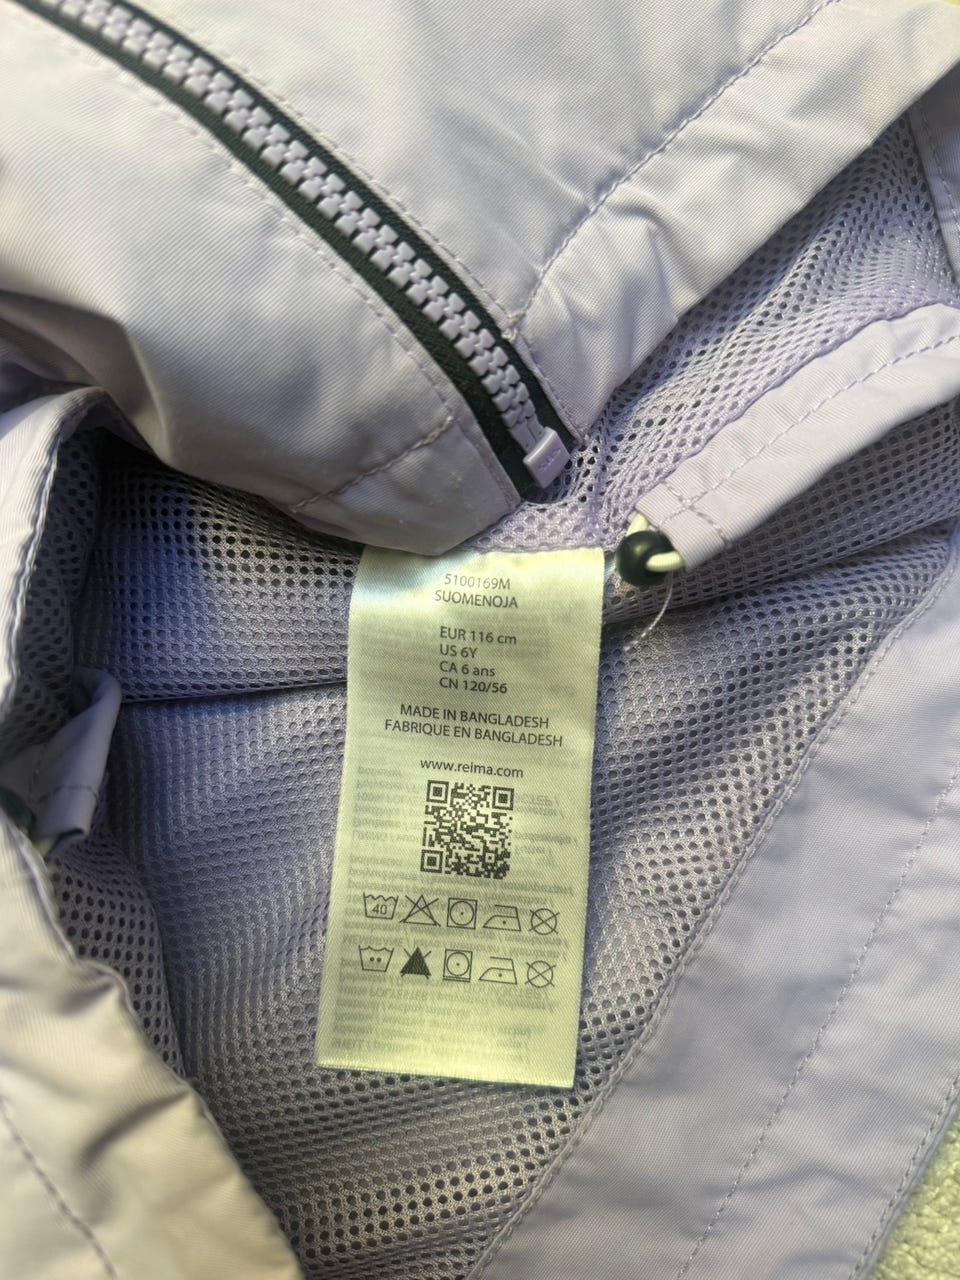 5100169M
SUOMENOJA
EUR 116 cm
US 6Y
CA 6 ans
CN 120/56
MADE IN BANGLADESH
FABRIQUE EN BANGLADESH
www.reima.com
40